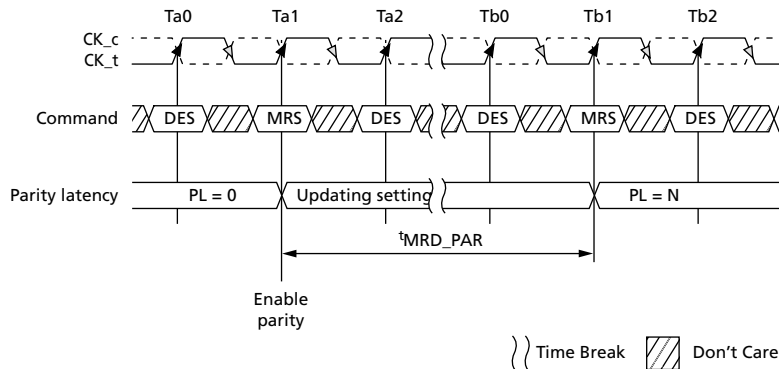 Ta0 Ta1 Ta2 Tb0 Tb1 Tb2
CK_c
CK_t
Command DES MRS DES DES MRS DES
Parity latency PL = 0 Updating setting PL = N
tMRD_PAR
Enable
parity
Time Break Don't Care